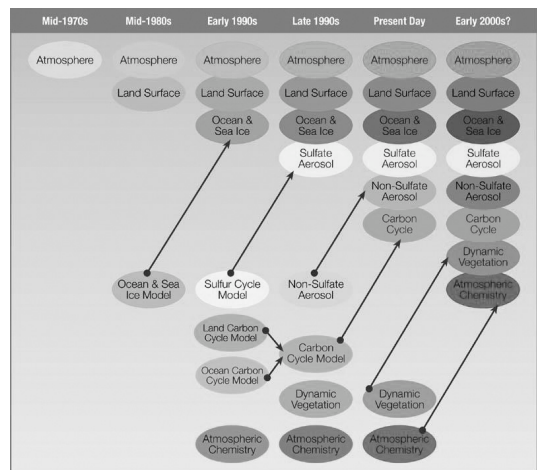 Mid-1970s Mid-1980s Early 1990s Late 1990s Present Day Early 2000s?
Atmosphere Atmosphere Atmosphere Atmosphere Atmosphere Atmosphere
Land Surface Land Surface Land Surface Land Surface Land Surface
Ocean & Ocean & Ocean & Ocean &
Sea Ice Sea Ice Sea Ice Sea Ice
Sulfate Sulfate Sulfate
Aerosol Aerosol Aerosol
Non-Sulfate Non-Sulfate
Aerosol Aerosol
Carbon Carbon
Cycle Cycle
Dynamic
Vegetation
Ocean & Sea Sulfur Cycle Non-Sulfate Atmospheric
Ice Model Model Aerosol Chemistry
Land Carbon
Cycle Model
Carbon
Cycle Model
Ocean Carbon
Cycle Model
Dynamic Dynamic
Vegetation Vegetation
Atmospheric Atmospheric Atmospheric
Chemistry Chemistry Chemistry